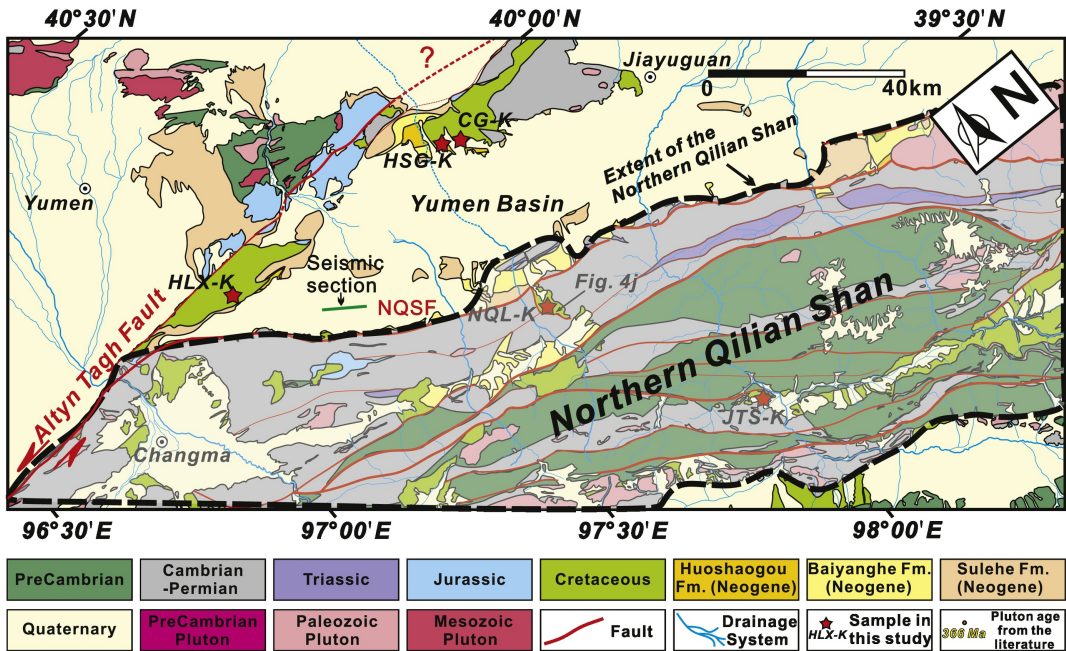 40°30' N
40°00' N
39°30' N
?
Jiayuguan
0
40km
N
CG-K
HSG-K
Extent of the
Northern Qilian Shan
Yumen
Yumen Basin
HLX-K
Seismic
section
NQSF
Fig. 4j
NQL-K
Altyn Tagh Fault
Northern Qilian Shan
JTS-K
Changma
96°30' E
97°00' E
97°30' E
98°00' E
PreCambrian
Cambrian
-Permian
Triassic
Jurassic
Cretaceous
Huoshaogou
Fm. (Neogene)
Baiyanghe Fm.
(Neogene)
Sulehe Fm.
(Neogene)
Quaternary
PreCambrian
Pluton
Paleozoic
Pluton
Mesozoic
Pluton
Fault
Drainage
System
HLX-K
Sample in
this study
366 Ma
Pluton age
from the
literature